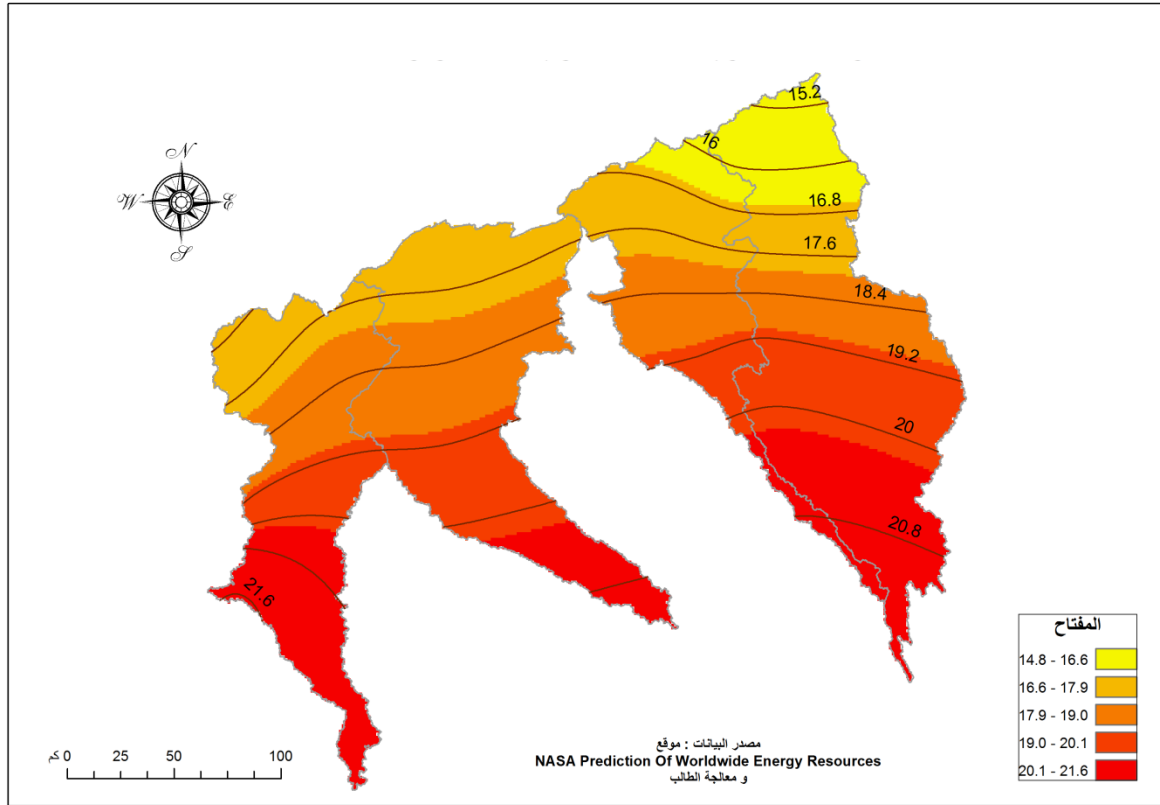 N
W
E
S
15.2
16
16.8
17.6
18.4
19.2
20
20.8
21.6
المفتاح
14.8 - 16.6
16.6 - 17.9
17.9 - 19.0
19.0 - 20.1
20.1 - 21.6
كم 0 25 50 100
مصدر البيانات : موقع
NASA Prediction Of Worldwide Energy Resources
و معالجة الطالب